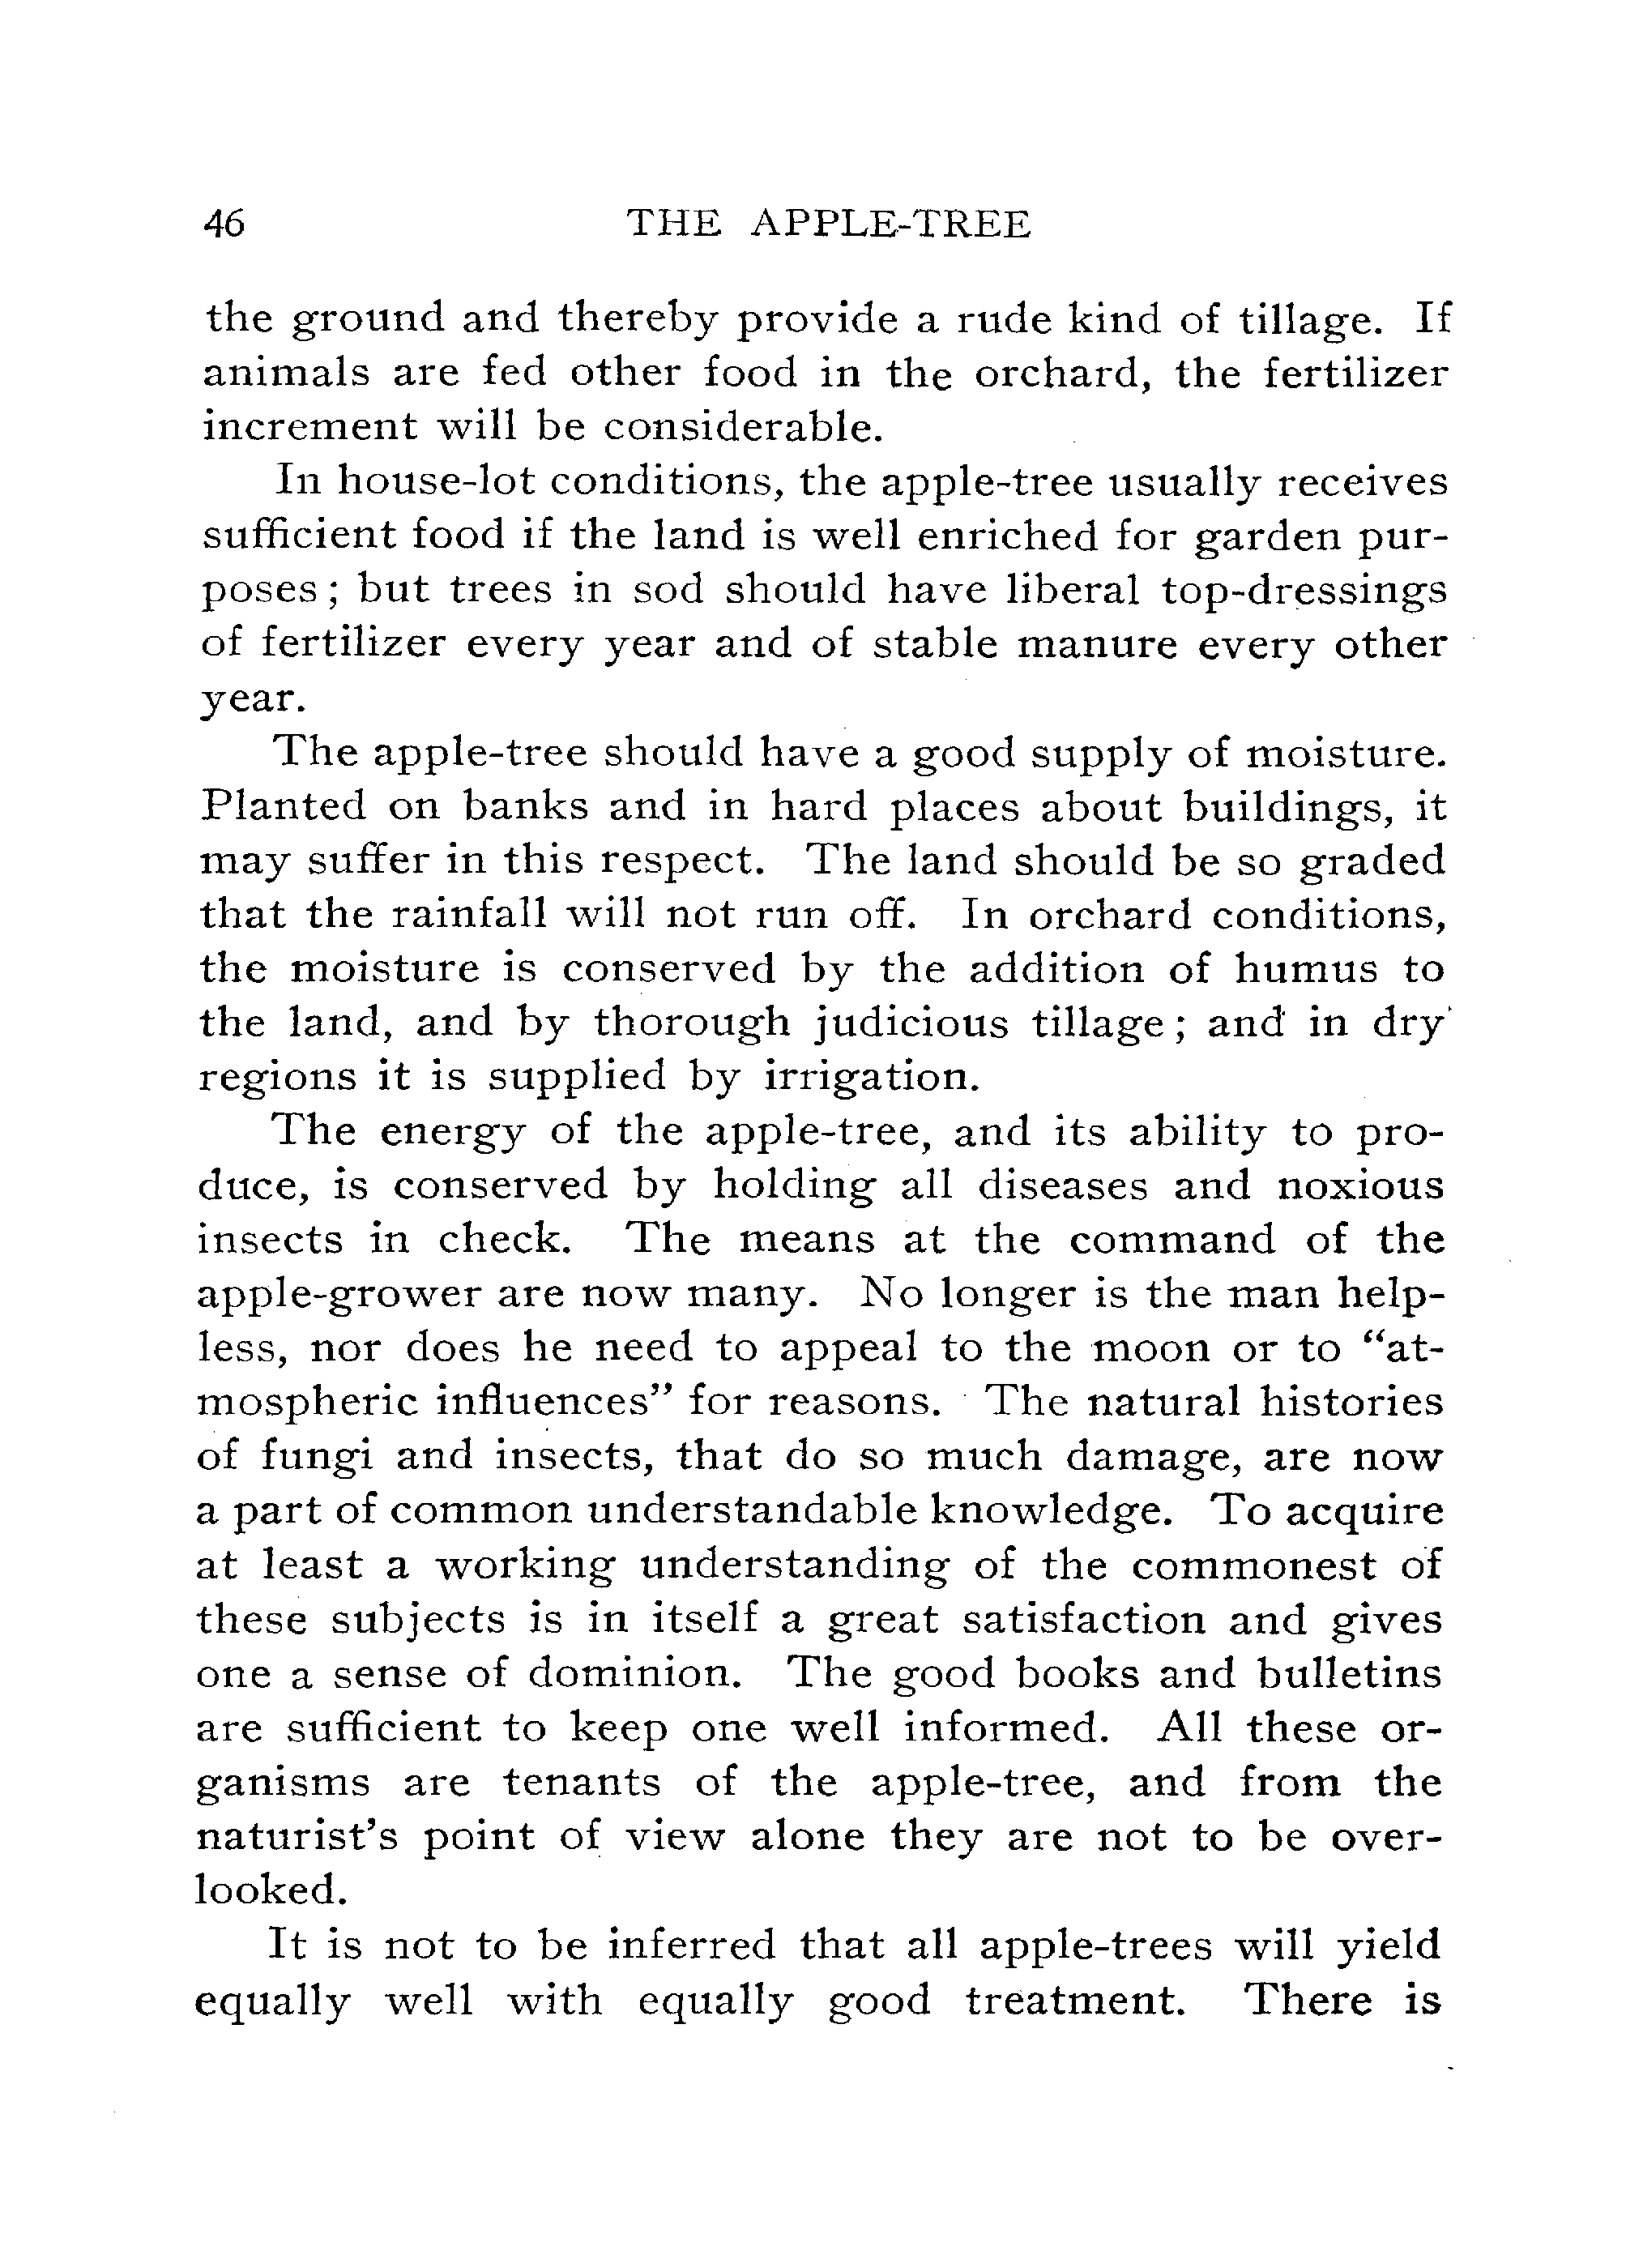 46 THE APPLE-TREE
the ground and thereby provide a rude kind of tillage. If
animals are fed other food in the orchard, the fertilizer
increment will be considerable.
In house-lot conditions, the apple-tree usually receives
sufficient food if the land is well enriched for garden pur-
poses; but trees in sod should have liberal top-dressings
of fertilizer every year and of stable manure every other
year.
The apple-tree should have a good supply of moisture.
Planted on banks and in hard places about buildings, it
may suffer in this respect. The land should be so graded
that the rainfall will not run off. In orchard conditions,
the moisture is conserved by the addition of humus to
the land, and by thorough judicious tillage; and in dry
regions it is supplied by irrigation.
The energy of the apple-tree, and its ability to pro-
duce, is conserved by holding all diseases and noxious
insects in check. The means at the command of the
apple-grower are now many. No longer is the man help-
less, nor does he need to appeal to the moon or to “at-
mospheric influences” for reasons. The natural histories
of fungi and insects, that do so much damage, are now
a part of common understandable knowledge. To acquire
at least a working understanding of the commonest of
these subjects is in itself a great satisfaction and gives
one a sense of dominion. The good books and bulletins
are sufficient to keep one well informed. All these or-
ganisms are tenants of the apple-tree, and from the
naturist's point of view alone they are not to be over-
looked.
It is not to be inferred that all apple-trees will yield
equally well with equally good treatment. There is